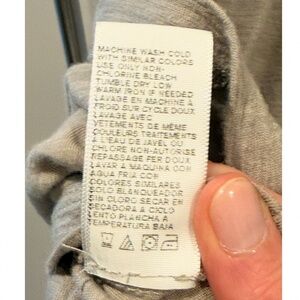 MACHINE WASH COLD
WITH SIMILAR COLORS
USE ONLY NON-
CHLORINE BLEACH
TUMBLE DRY LOW
WARM IRON IF NEEDED
LAVAGE EN MACHINE À
FROID SUR CYCLE DOUX
LAVAGE AVEC
VÉTEMENTS DE MÉME
COULEURS TRAITEMENTS
À L'EAU DE JAVEL OU
CHLORE NON-AUTORISE
REPASSAGE FER DOUX
LAVAR A MAQUINA CON
AGUA FRIA CON
COLORES SIMILARES
SOLO BLANQUEADOR
SIN CLORO SECAR EN
SECADORA A CICLO
LENTO PLANCHA A
TEMPERATURA BAJA